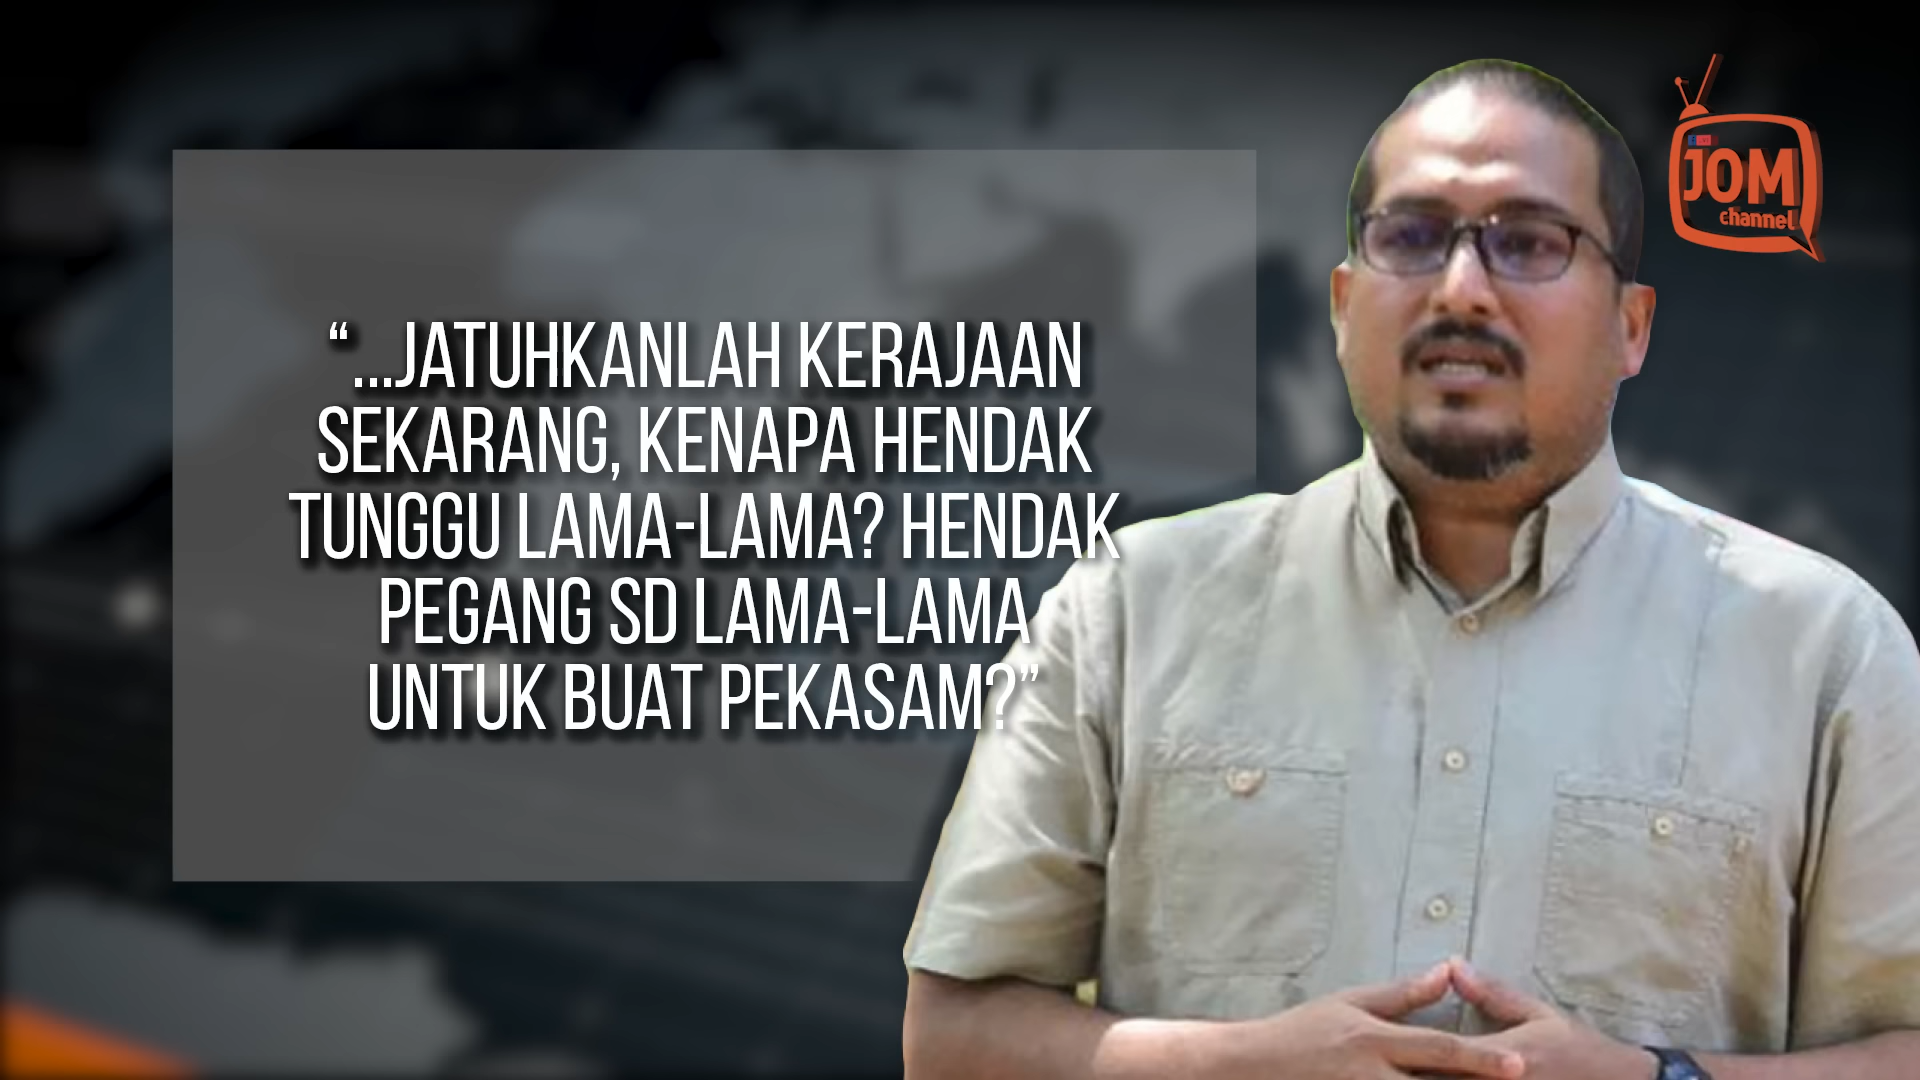 “...JATUHKANLAH KERAJAAN
SEKARANG, KENAPA HENDAK
TUNGGU LAMA-LAMA? HENDAK
PEGANG SD LAMA-LAMA
UNTUK BUAT PEKASAM?”
JOM
channel